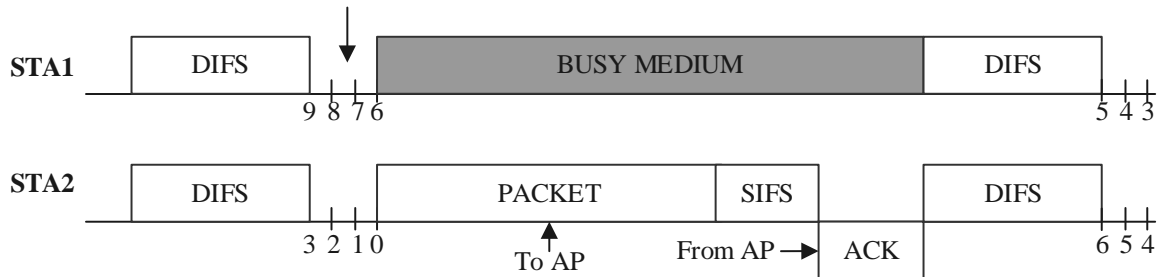 STA1 DIFS BUSY MEDIUM DIFS
9 8 7 6 5 4 3
STA2 DIFS PACKET SIFS DIFS
3 2 1 0 6 5 4
To AP From AP ACK